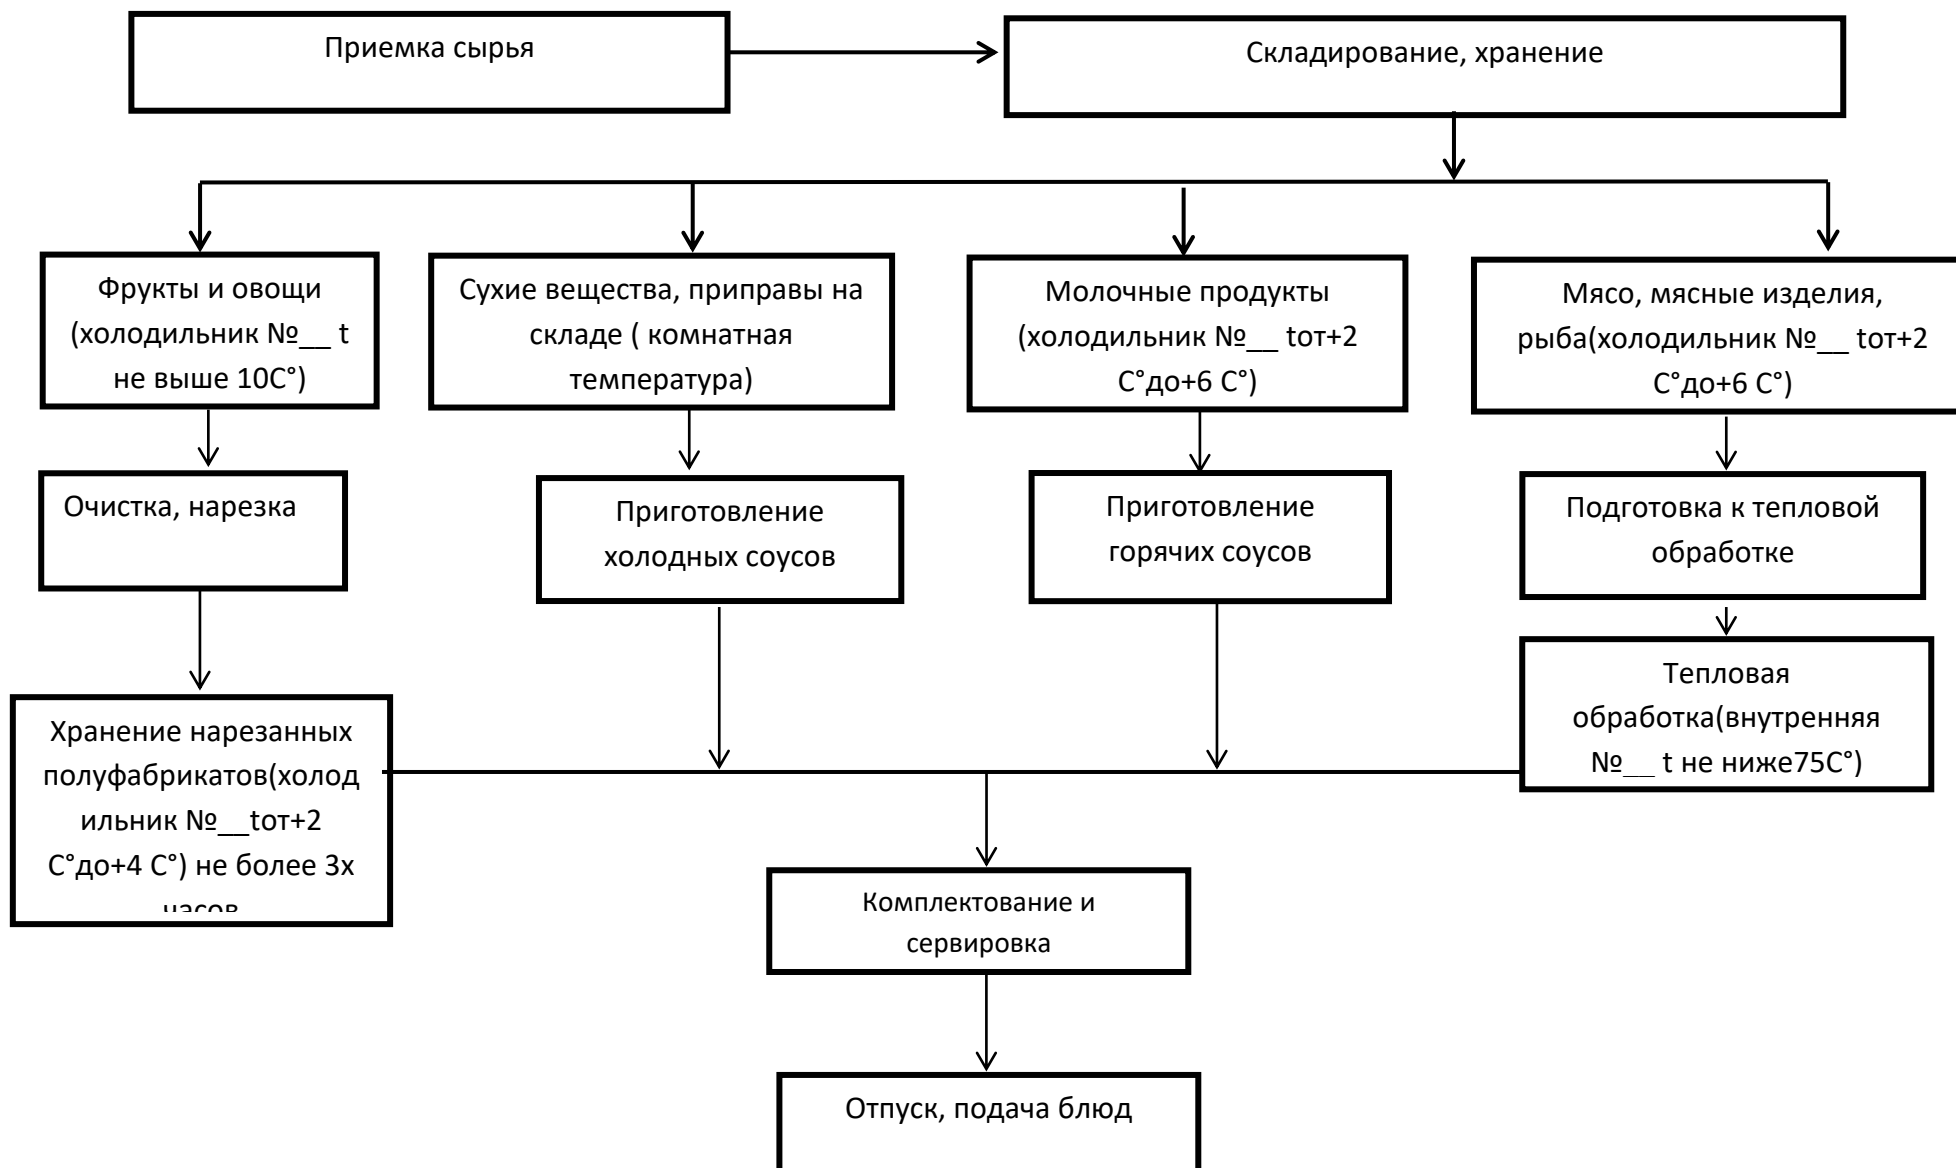 Приемка сырья
Складирование, хранение
Фрукты и овощи
(холодильник №__ t
не выше 10С°)
Сухие вещества, приправы на
складе ( комнатная
температура)
Молочные продукты
(холодильник №__ tот+2
С°до+6 С°)
Мясо, мясные изделия,
рыба(холодильник №__ tот+2
С°до+6 С°)
Очистка, нарезка
Приготовление
холодных соусов
Приготовление
горячих соусов
Подготовка к тепловой
обработке
Хранение нарезанных
полуфабрикатов(холод
ильник №__tот+2
С°до+4 С°) не более 3х
часов
Тепловая
обработка(внутренняя
№__ t не ниже75С°)
Комплектование и
сервировка
Отпуск, подача блюд